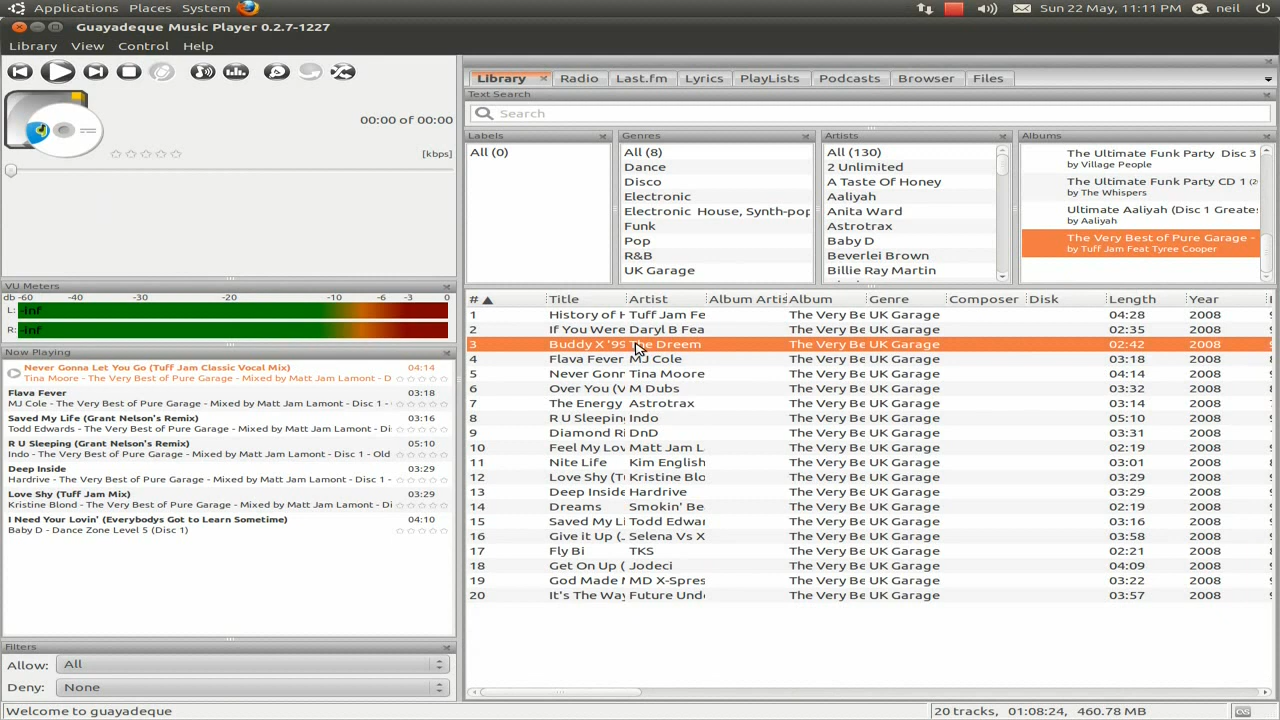 Applications Places System Sun 22 May, 11:11 PM neil
Guayadeque Music Player 0.2.7-1227
Library View Control Help
00:00 of 00:00
[kbps]
VU Meters
db -60 -40 -30 -20 -10 -6 -3 0
L: -inf
R: -inf
Now Playing
Never Gonna Let You Go (Tuff Jam Classic Vocal Mix) 04:14
Tina Moore - The Very Best of Pure Garage - Mixed by Matt Jam Lamont - D
Flava Fever 03:18
MJ Cole - The Very Best of Pure Garage - Mixed by Matt Jam Lamont - Disc 1 -
Saved My Life (Grant Nelson's Remix) 03:16
Todd Edwards - The Very Best of Pure Garage - Mixed by Matt Jam Lamont - Di
R U Sleeping (Grant Nelson's Remix) 05:10
Indo - The Very Best of Pure Garage - Mixed by Matt Jam Lamont - Disc 1 - Old
Deep Inside 03:29
Hardrive - The Very Best of Pure Garage - Mixed by Matt Jam Lamont - Disc 1
Love Shy (Tuff Jam Mix) 03:29
Kristine Blond - The Very Best of Pure Garage - Mixed by Matt Jam Lamont - Di
I Need Your Lovin' (Everybodys Got to Learn Sometime) 04:10
Baby D - Dance Zone Level 5 (Disc 1)
Filters
Allow: All
Deny: None
Welcome to guayadeque
Library Radio Last.fm Lyrics PlayLists Podcasts Browser Files
Text Search
Search
Labels
All (0)
Genres
All (8)
Dance
Disco
Electronic
Electronic House, Synth-pop
Funk
Pop
R&B
UK Garage
Artists
All (130)
2 Unlimited
A Taste Of Honey
Aaliyah
Anita Ward
Astrotrax
Baby D
Beverlei Brown
Billie Ray Martin
Albums
The Ultimate Funk Party Disc 3
by Village People
The Ultimate Funk Party CD 1 (2
by The Whispers
Ultimate Aaliyah (Disc 1 Greate
by Aaliyah
The Very Best of Pure Garage -
by Tuff Jam Feat Tyree Cooper
# Title Artist Album Artis Album Genre Composer Disk Length Year
1 History of H Tuff Jam Fe The Very Be UK Garage 04:28 2008
2 If You Were Daryl B Fea The Very Be UK Garage 02:35 2008
3 Buddy X '99 The Dreem The Very Be UK Garage 02:42 2008
4 Flava Fever MJ Cole The Very Be UK Garage 03:18 2008
5 Never Gonn Tina Moore The Very Be UK Garage 04:14 2008
6 Over You (V M Dubs The Very Be UK Garage 03:32 2008
7 The Energy Astrotrax The Very Be UK Garage 03:14 2008
8 R U Sleepin Indo The Very Be UK Garage 05:10 2008
9 Diamond Ri DnD The Very Be UK Garage 03:31 2008
10 Feel My Lov Matt Jam L The Very Be UK Garage 02:19 2008
11 Nite Life Kim English The Very Be UK Garage 03:01 2008
12 Love Shy (T Kristine Blo The Very Be UK Garage 03:29 2008
13 Deep Inside Hardrive The Very Be UK Garage 03:29 2008
14 Dreams Smokin' Be The Very Be UK Garage 02:19 2008
15 Saved My Li Todd Edwar The Very Be UK Garage 03:16 2008
16 Give it Up (. Selena Vs X The Very Be UK Garage 03:58 2008
17 Fly Bi TKS The Very Be UK Garage 02:21 2008
18 Get On Up ( Jodeci The Very Be UK Garage 04:09 2008
19 God Made M MD X-Spres The Very Be UK Garage 03:22 2008
20 It's The Way Future Und The Very Be UK Garage 03:57 2008
20 tracks, 01:08:24, 460.78 MB